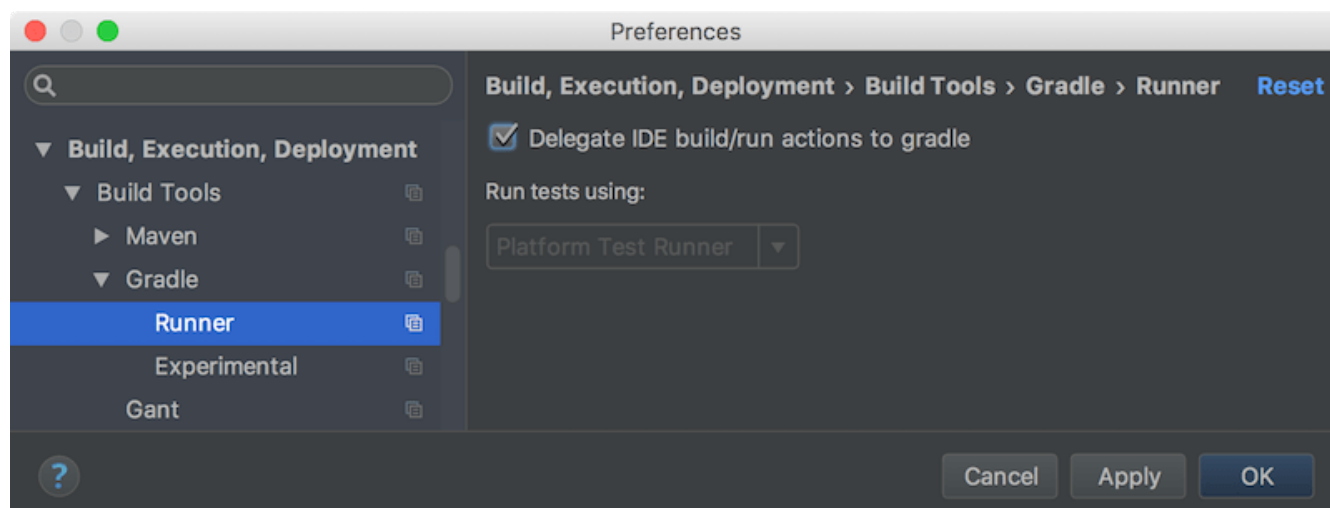 Preferences
Build, Execution, Deployment
Build Tools
Maven
Gradle
Runner
Experimental
Gant
Build, Execution, Deployment › Build Tools › Gradle › Runner Reset
Delegate IDE build/run actions to gradle
Run tests using:
Platform Test Runner
?
Cancel Apply OK